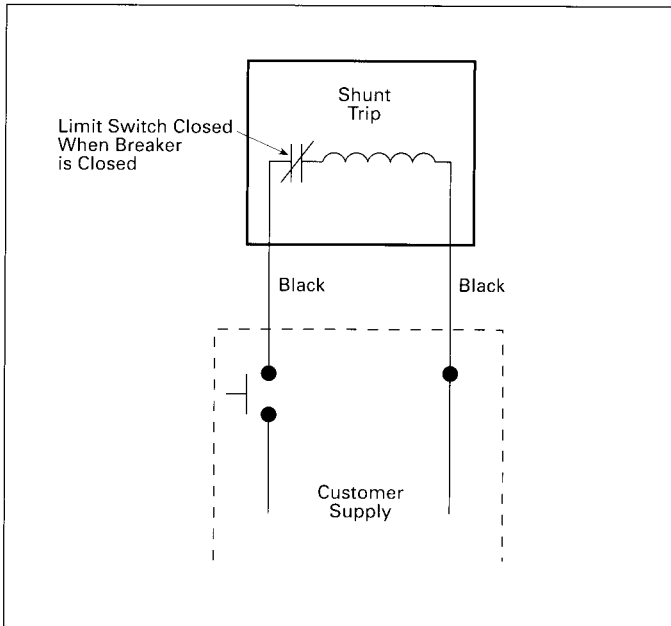 Shunt
Trip
Limit Switch Closed
When Breaker
is Closed
Black
Black
Customer
Supply